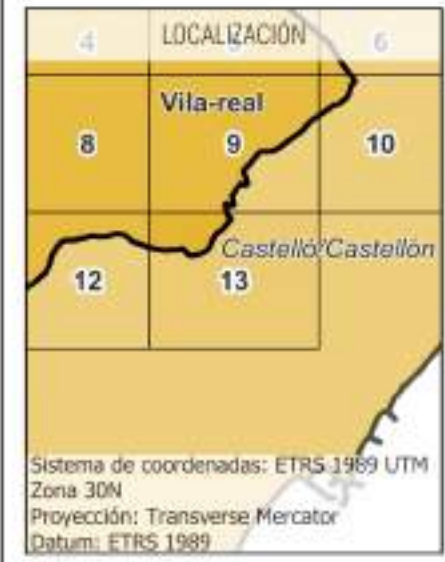 LOCALIZACIÓN
4 5 6
Vila-real
8 9 10
Castelló/Castellón
12 13
Sistema de coordenadas: ETRS 1989 UTM
Zona 30N
Proyección: Transverse Mercator
Datum: ETRS 1989